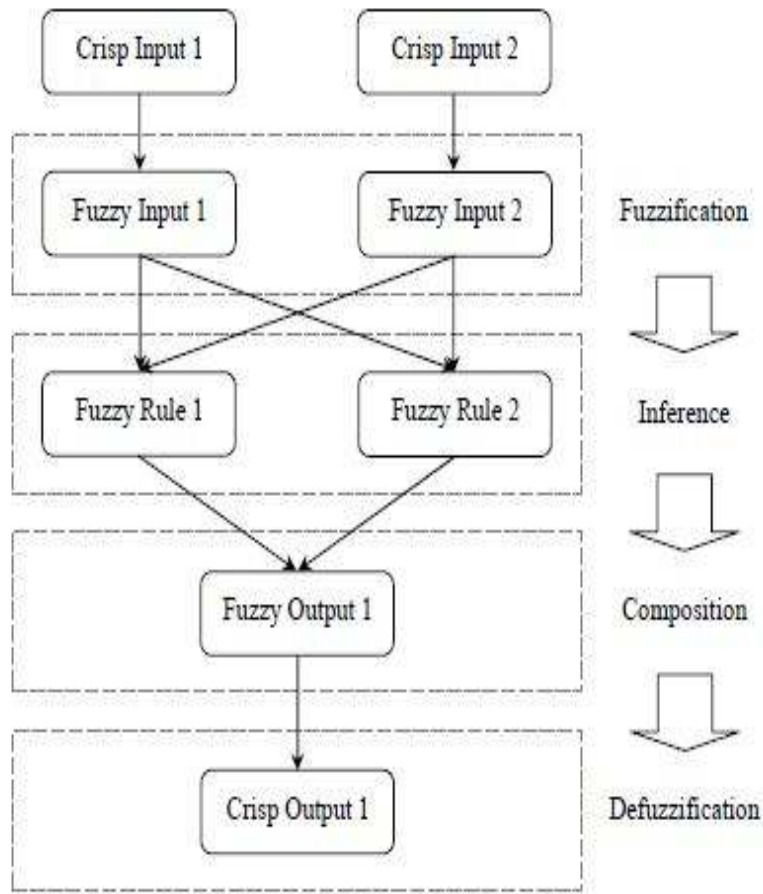 Crisp Input 1
Crisp Input 2
Fuzzy Input 1
Fuzzy Input 2
Fuzzification
Fuzzy Rule 1
Fuzzy Rule 2
Inference
Fuzzy Output 1
Composition
Crisp Output 1
Defuzzification